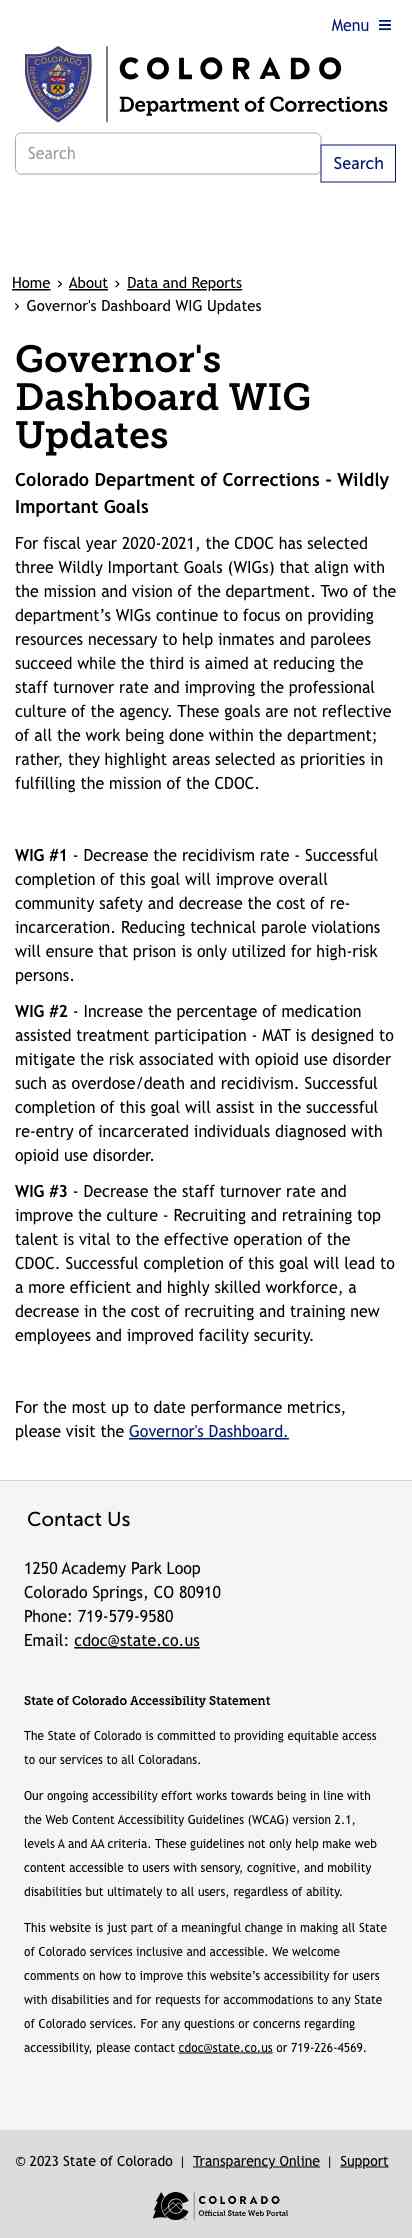 Menu
COLORADO
Department of Corrections
Search
Search
Home › About › Data and Reports
› Governor's Dashboard WIG Updates
Governor's
Dashboard WIG
Updates
Colorado Department of Corrections - Wildly
Important Goals
For fiscal year 2020-2021, the CDOC has selected
three Wildly Important Goals (WIGs) that align with
the mission and vision of the department. Two of the
department’s WIGs continue to focus on providing
resources necessary to help inmates and parolees
succeed while the third is aimed at reducing the
staff turnover rate and improving the professional
culture of the agency. These goals are not reflective
of all the work being done within the department;
rather, they highlight areas selected as priorities in
fulfilling the mission of the CDOC.
WIG #1 - Decrease the recidivism rate - Successful
completion of this goal will improve overall
community safety and decrease the cost of re-
incarceration. Reducing technical parole violations
will ensure that prison is only utilized for high-risk
persons.
WIG #2 - Increase the percentage of medication
assisted treatment participation - MAT is designed to
mitigate the risk associated with opioid use disorder
such as overdose/death and recidivism. Successful
completion of this goal will assist in the successful
re-entry of incarcerated individuals diagnosed with
opioid use disorder.
WIG #3 - Decrease the staff turnover rate and
improve the culture - Recruiting and retraining top
talent is vital to the effective operation of the
CDOC. Successful completion of this goal will lead to
a more efficient and highly skilled workforce, a
decrease in the cost of recruiting and training new
employees and improved facility security.
For the most up to date performance metrics,
please visit the Governor's Dashboard.
Contact Us
1250 Academy Park Loop
Colorado Springs, CO 80910
Phone: 719-579-9580
Email: cdoc@state.co.us
State of Colorado Accessibility Statement
The State of Colorado is committed to providing equitable access
to our services to all Coloradans.
Our ongoing accessibility effort works towards being in line with
the Web Content Accessibility Guidelines (WCAG) version 2.1,
levels A and AA criteria. These guidelines not only help make web
content accessible to users with sensory, cognitive, and mobility
disabilities but ultimately to all users, regardless of ability.
This website is just part of a meaningful change in making all State
of Colorado services inclusive and accessible. We welcome
comments on how to improve this website’s accessibility for users
with disabilities and for requests for accommodations to any State
of Colorado services. For any questions or concerns regarding
accessibility, please contact cdoc@state.co.us or 719-226-4569.
© 2023 State of Colorado | Transparency Online | Support
COLORADO
Official State Web Portal